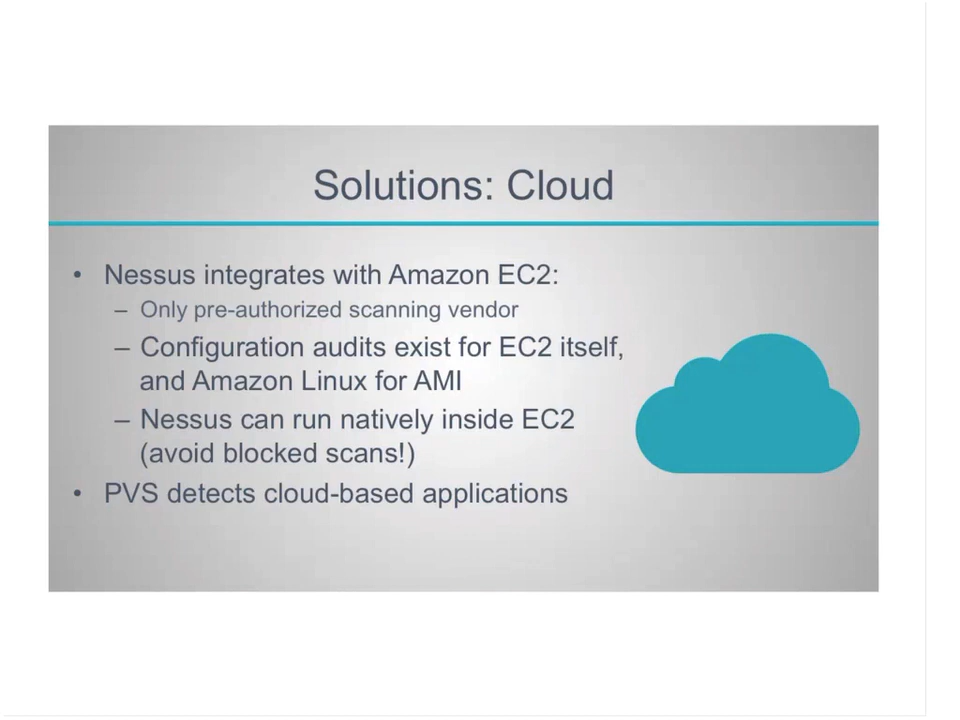 Solutions: Cloud
• Nessus integrates with Amazon EC2:
– Only pre-authorized scanning vendor
– Configuration audits exist for EC2 itself,
and Amazon Linux for AMI
– Nessus can run natively inside EC2
(avoid blocked scans!)
• PVS detects cloud-based applications